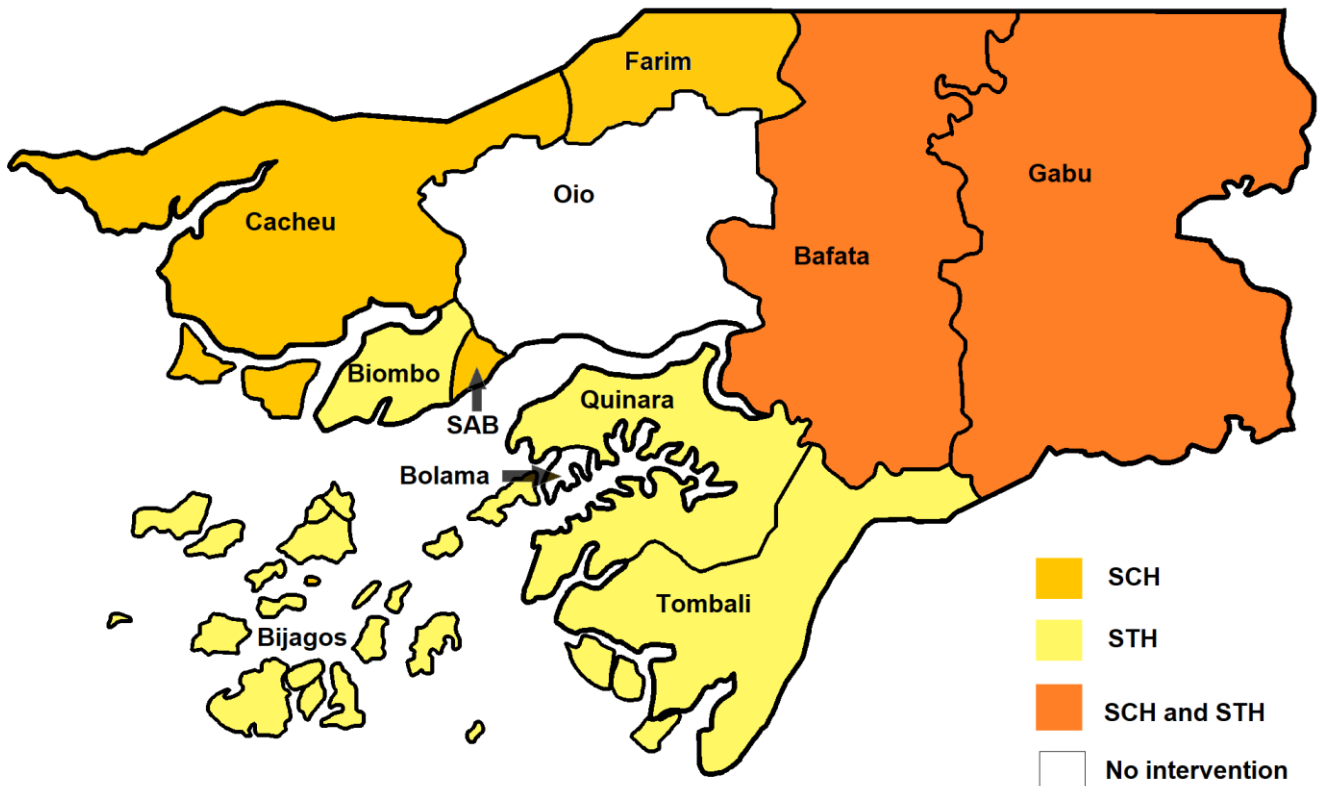 Farim
Oio
Gabu
Cacheu
Bafata
Biombo
Quinara
SAB
Bolama
SCH
Tombali
Bijagos
STH
SCH and STH
No intervention